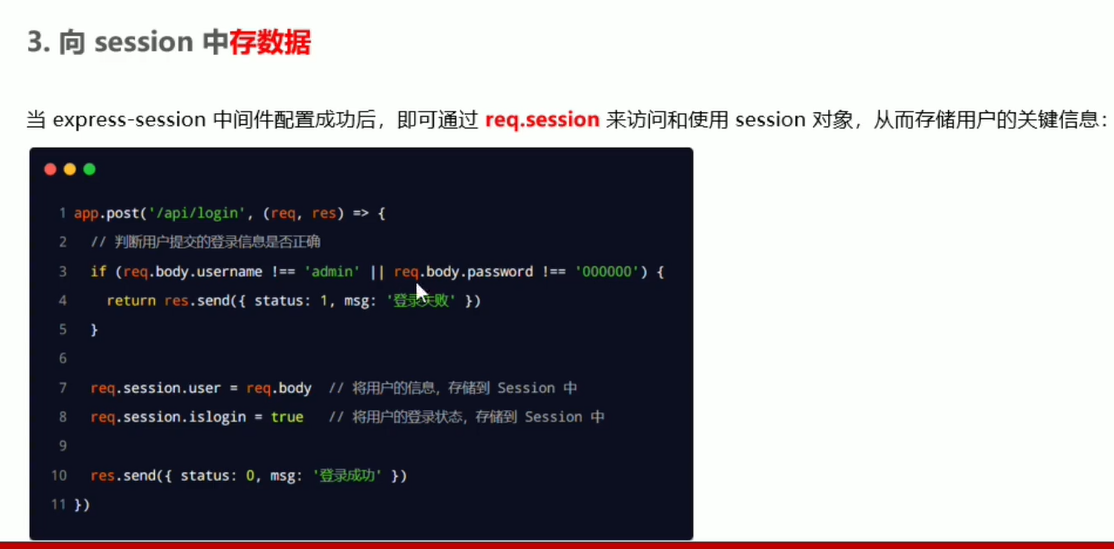 3. 向 session 中存数据
当 express-session 中间件配置成功后，即可通过 req.session 来访问和使用 session 对象，从而存储用户的关键信息：
1 app.post('/api/login', (req, res) => {
2   // 判断用户提交的登录信息是否正确
3   if (req.body.username !== 'admin' || req.body.password !== '000000') {
4     return res.send({ status: 1, msg: '登录失败' })
5   }
6
7   req.session.user = req.body  // 将用户的信息，存储到 Session 中
8   req.session.islogin = true   // 将用户的登录状态，存储到 Session 中
9
10   res.send({ status: 0, msg: '登录成功' })
11 })